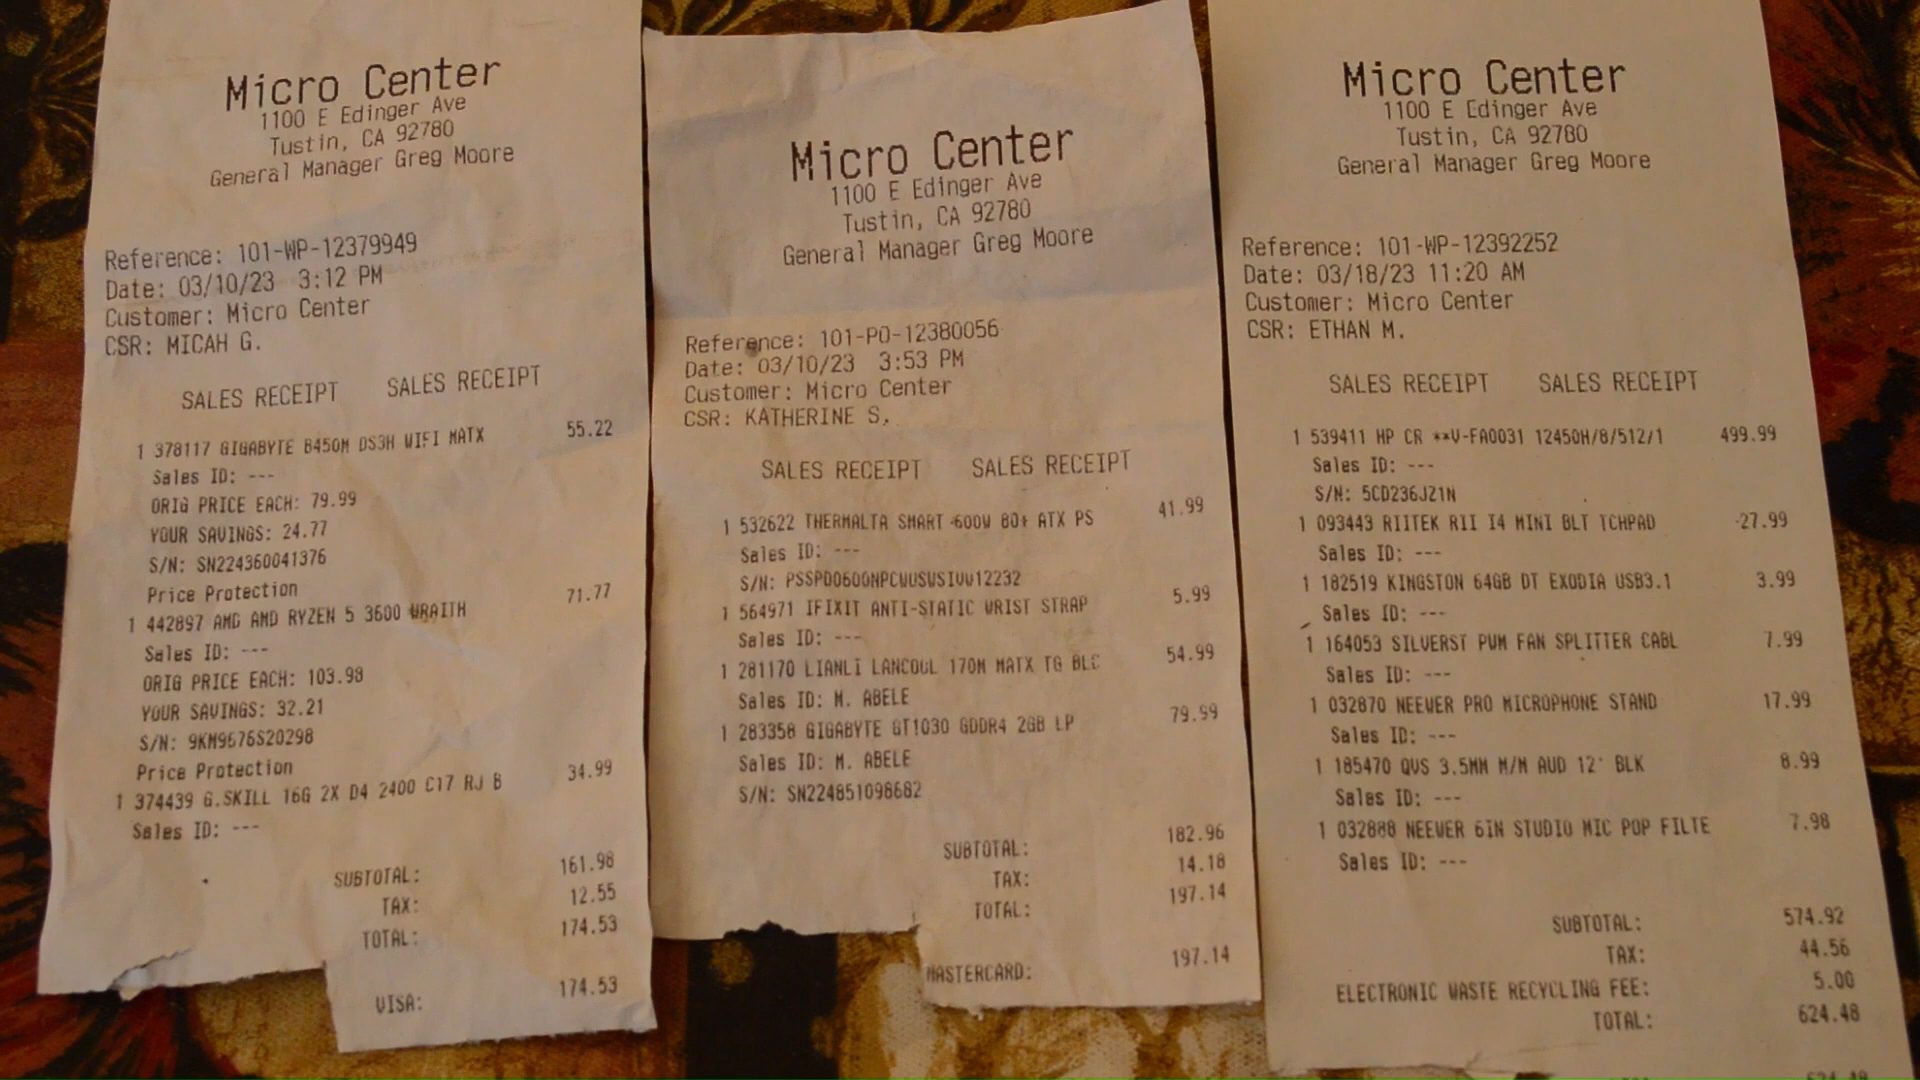 Micro Center
1100 E Edinger Ave
Tustin, CA 92780
General Manager Greg Moore
Reference: 101-WP-12379949
Date: 03/10/23 3:12 PM
Customer: Micro Center
CSR: MICAH G.
SALES RECEIPT SALES RECEIPT
1 378117 GIGABYTE B450M DS3H WIFI MATX 55.22
Sales ID: ---
ORIG PRICE EACH: 79.99
YOUR SAVINGS: 24.77
S/N: SN224360041376
Price Protection
1 442897 AMD AMD RYZEN 5 3600 WRAITH 71.77
Sales ID: ---
ORIG PRICE EACH: 103.98
YOUR SAVINGS: 32.21
S/N: 9KM9676S20298
Price Protection
1 374439 G.SKILL 16G 2X D4 2400 C17 RJ B 34.99
Sales ID: ---
SUBTOTAL: 161.98
TAX: 12.55
TOTAL: 174.53
VISA: 174.53
Micro Center
1100 E Edinger Ave
Tustin, CA 92780
General Manager Greg Moore
Reference: 101-PO-12380056
Date: 03/10/23 3:53 PM
Customer: Micro Center
CSR: KATHERINE S.
SALES RECEIPT SALES RECEIPT
1 532622 THERMALTA SMART 600W 80+ ATX PS 41.99
Sales ID: ---
S/N:
1 564971 IFIXIT ANTI-STATIC WRIST STRAP 5.99
Sales ID: ---
1 281170 LIANLI LANCOOL 170M MATX TG BLC 54.99
Sales ID: M. ABELE
1 283358 GIGABYTE GT1030 GDDR4 2GB LP 79.99
Sales ID: M. ABELE
S/N: SN224851098682
SUBTOTAL: 182.96
TAX: 14.18
TOTAL: 197.14
MASTERCARD: 197.14
Micro Center
1100 E Edinger Ave
Tustin, CA 92780
General Manager Greg Moore
Reference: 101-WP-12392252
Date: 03/18/23 11:20 AM
Customer: Micro Center
CSR: ETHAN M.
SALES RECEIPT SALES RECEIPT
1 539411 HP CR **V-FA0031 12450H/8/512/1 499.99
Sales ID: ---
S/N: 5CD236J21N
1 093443 RIITEK RII I4 MINI BLT TCHPAD 27.99
Sales ID: ---
1 182519 KINGSTON 64GB DT EXODIA USB3.1 3.99
Sales ID: ---
1 164053 SILVERST PWM FAN SPLITTER CABL 7.99
Sales ID: ---
1 032870 NEEWER PRO MICROPHONE STAND 17.99
Sales ID: ---
1 185470 QVS 3.5MM M/M AUD 12' BLK 8.99
Sales ID: ---
1 032888 NEEWER 6IN STUDIO MIC POP FILTE 7.98
Sales ID: ---
SUBTOTAL: 574.92
TAX: 44.56
ELECTRONIC WASTE RECYCLING FEE: 5.00
TOTAL: 624.48